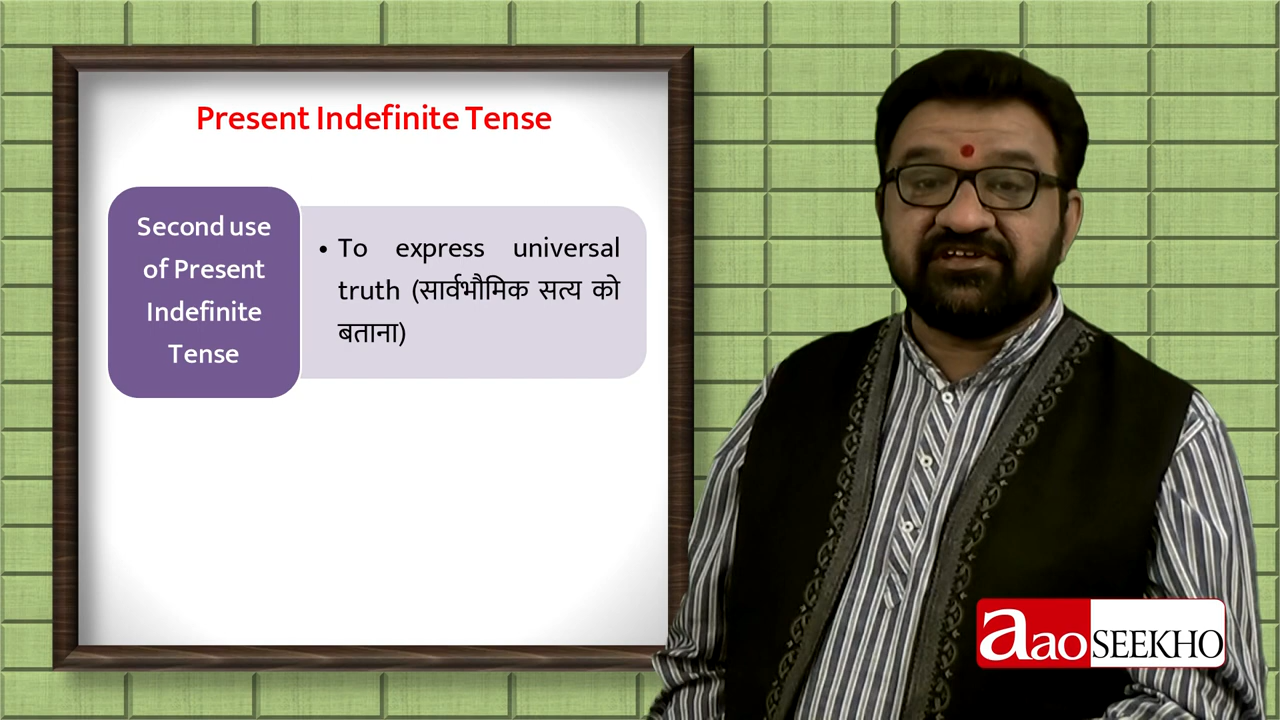 Present Indefinite Tense
Second use
of Present
Indefinite
Tense
• To express universal
truth (सार्वभौमिक सत्य को
बताना)
aao SEEKHO